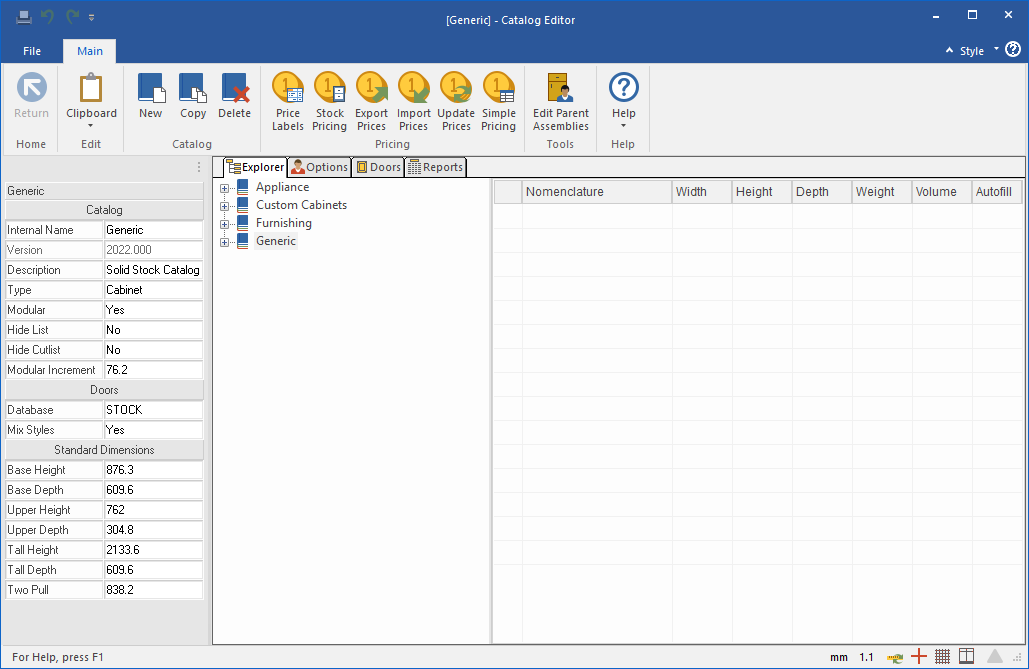 [Generic] - Catalog Editor
File Main Style
Return Clipboard New Copy Delete Price Labels Stock Pricing Export Prices Import Prices Update Prices Simple Pricing Edit Parent Assemblies Help
Home Edit Catalog Pricing Tools Help
Explorer Options Doors Reports
Generic
Catalog
Internal Name Generic
Version 2022.000
Description Solid Stock Catalog
Type Cabinet
Modular Yes
Hide List No
Hide Cutlist No
Modular Increment 76.2
Doors
Database STOCK
Mix Styles Yes
Standard Dimensions
Base Height 876.3
Base Depth 609.6
Upper Height 762
Upper Depth 304.8
Tall Height 2133.6
Tall Depth 609.6
Two Pull 838.2
Appliance
Custom Cabinets
Furnishing
Generic
Nomenclature Width Height Depth Weight Volume Autofill
For Help, press F1 mm 1.1